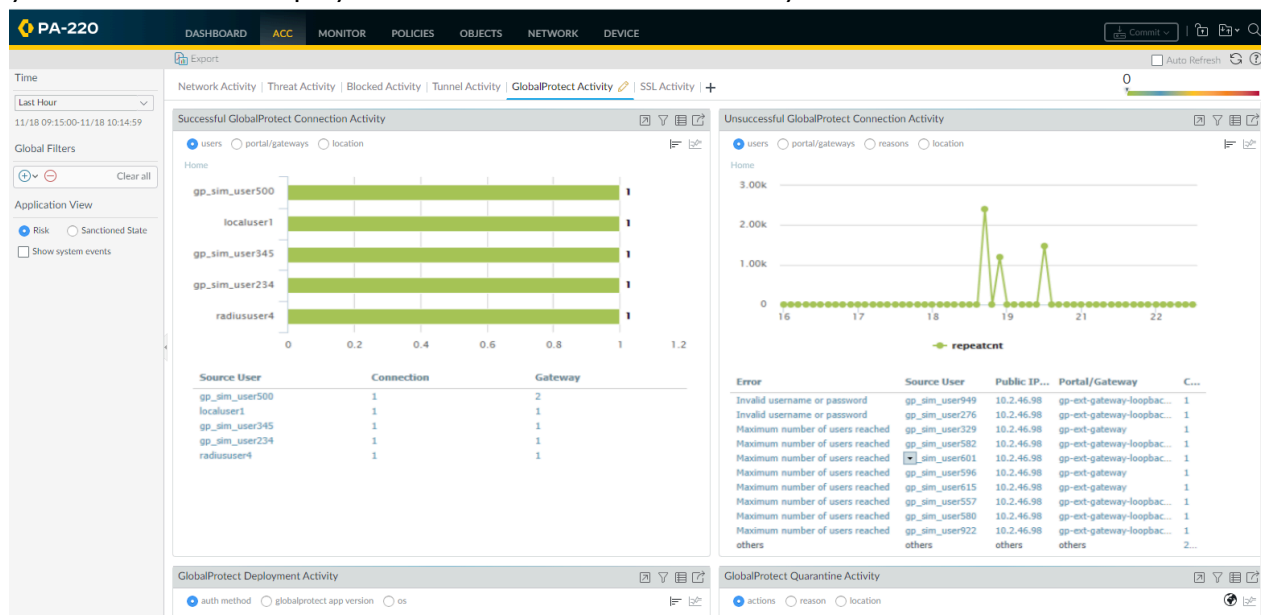 PA-220
DASHBOARD ACC MONITOR POLICIES OBJECTS NETWORK DEVICE
Commit
Export
Auto Refresh
Time
Last Hour
11/18 09:15:00-11/18 10:14:59
Global Filters
Clear all
Application View
Risk Sanctioned State
Show system events
Network Activity | Threat Activity | Blocked Activity | Tunnel Activity | GlobalProtect Activity | SSL Activity | +
0
Successful GlobalProtect Connection Activity
users portal/gateways location
Home
gp_sim_user500 1
localuser1 1
gp_sim_user345 1
gp_sim_user234 1
radiususer4 1
0 0.2 0.4 0.6 0.8 1 1.2
Source User Connection Gateway
gp_sim_user500 1 2
localuser1 1 1
gp_sim_user345 1 1
gp_sim_user234 1 1
radiususer4 1 1
Unsuccessful GlobalProtect Connection Activity
users portal/gateways reasons location
Home
3.00k
2.00k
1.00k
0
16 17 18 19 21 22
repeatcnt
Error Source User Public IP... Portal/Gateway C...
Invalid username or password gp_sim_user949 10.2.46.98 gp-ext-gateway-loopbac... 1
Invalid username or password gp_sim_user276 10.2.46.98 gp-ext-gateway-loopbac... 1
Maximum number of users reached gp_sim_user329 10.2.46.98 gp-ext-gateway 1
Maximum number of users reached gp_sim_user582 10.2.46.98 gp-ext-gateway-loopbac... 1
Maximum number of users reached _sim_user601 10.2.46.98 gp-ext-gateway-loopbac... 1
Maximum number of users reached gp_sim_user596 10.2.46.98 gp-ext-gateway 1
Maximum number of users reached gp_sim_user615 10.2.46.98 gp-ext-gateway 1
Maximum number of users reached gp_sim_user557 10.2.46.98 gp-ext-gateway-loopbac... 1
Maximum number of users reached gp_sim_user580 10.2.46.98 gp-ext-gateway-loopbac... 1
Maximum number of users reached gp_sim_user922 10.2.46.98 gp-ext-gateway-loopbac... 1
others others others others 2...
GlobalProtect Deployment Activity
auth method globalprotect app version os
GlobalProtect Quarantine Activity
actions reason location